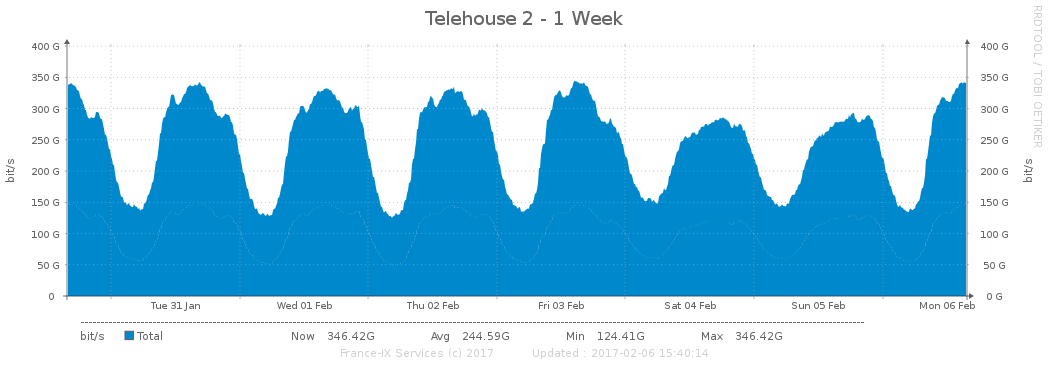 Telehouse 2 - 1 Week
RRDTOOL / TOBI OETIKER
400 G 400 G
350 G 350 G
300 G 300 G
250 G 250 G
200 G 200 G
150 G 150 G
100 G 100 G
50 G 50 G
0 0 G
bit/s bit/s
Tue 31 Jan Wed 01 Feb Thu 02 Feb Fri 03 Feb Sat 04 Feb Sun 05 Feb Mon 06 Feb
bit/s Total Now 346.42G Avg 244.59G Min 124.41G Max 346.42G
France-IX Services (c) 2017 Updated : 2017-02-06 15:40:14